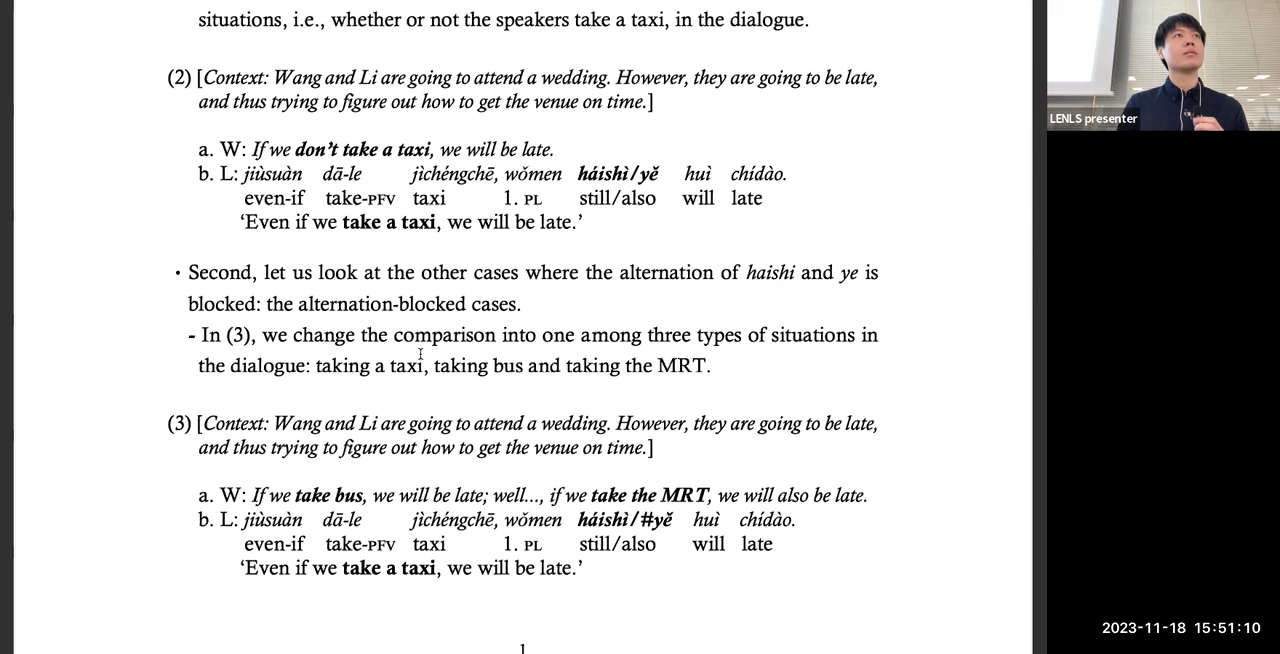 situations, i.e., whether or not the speakers take a taxi, in the dialogue.
(2) [Context: Wang and Li are going to attend a wedding. However, they are going to be late,
and thus trying to figure out how to get the venue on time.]
a. W: If we don’t take a taxi, we will be late.
b. L: jiùsuàn dā-le jìchéngchē, wǒmen háishì/yě huì chídào.
even-if take-PFV taxi 1. PL still/also will late
‘Even if we take a taxi, we will be late.’
· Second, let us look at the other cases where the alternation of haishi and ye is
blocked: the alternation-blocked cases.
- In (3), we change the comparison into one among three types of situations in
the dialogue: taking a taxi, taking bus and taking the MRT.
(3) [Context: Wang and Li are going to attend a wedding. However, they are going to be late,
and thus trying to figure out how to get the venue on time.]
a. W: If we take bus, we will be late; well..., if we take the MRT, we will also be late.
b. L: jiùsuàn dā-le jìchéngchē, wǒmen háishì/#yě huì chídào.
even-if take-PFV taxi 1. PL still/also will late
‘Even if we take a taxi, we will be late.’
1
LENLS presenter
2023-11-18 15:51:10